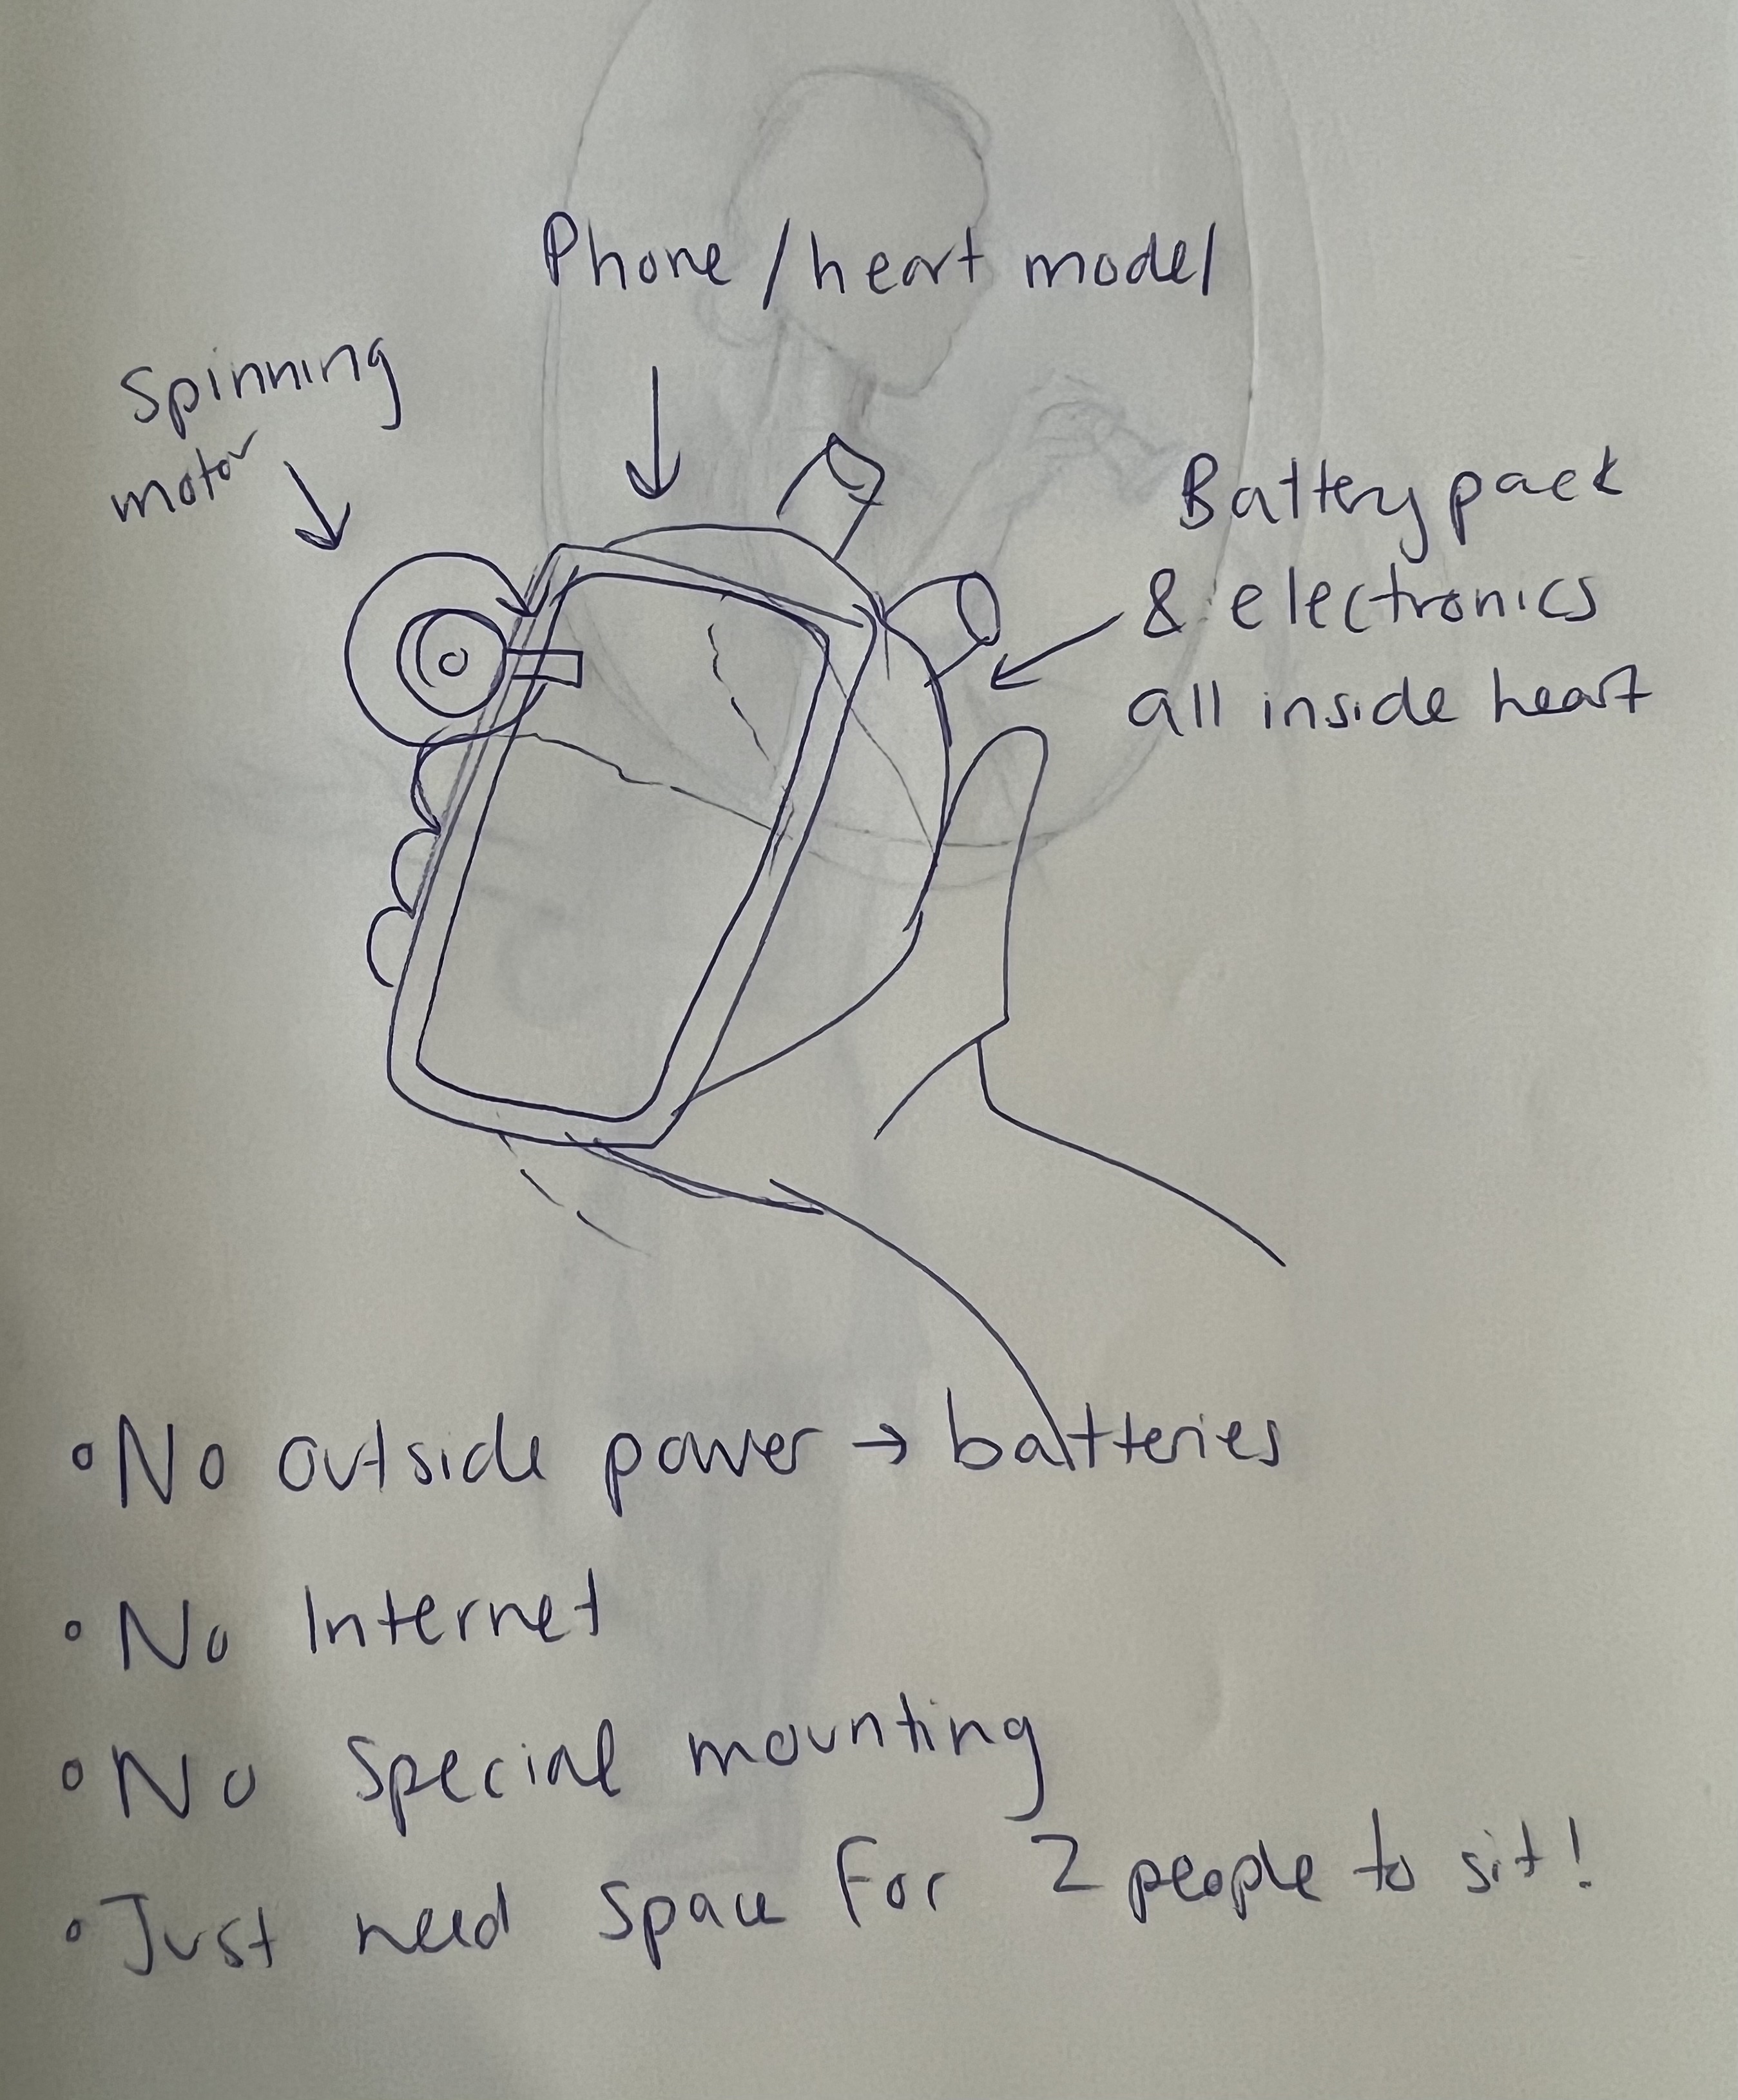 Phone / heart model
Spinning
motor
Battery pack
& electronics
all inside heart
• No outside power → batteries
• No Internet
• No special mounting
• Just need space for 2 people to sit!